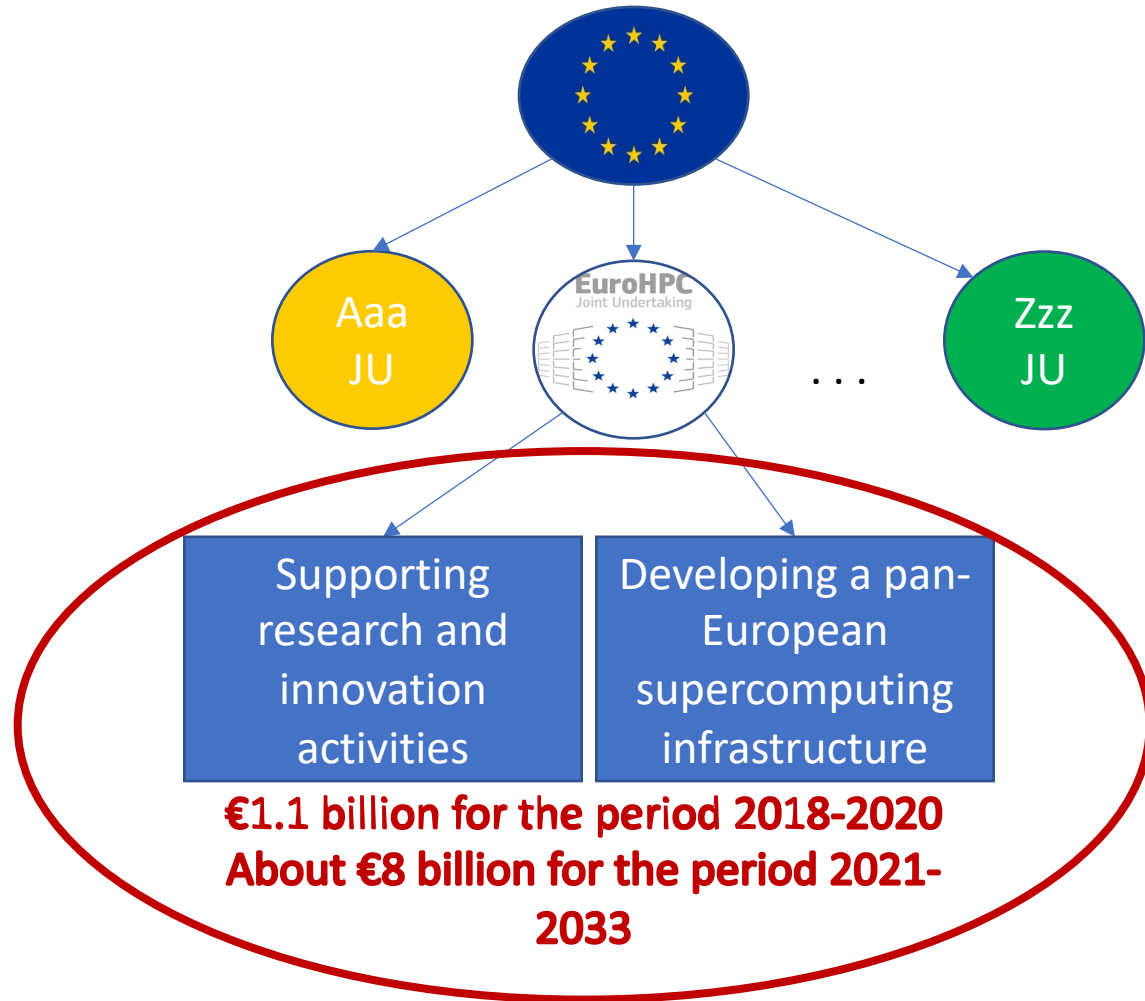 EuroHPC
Joint Undertaking
Aaa
JU
. . .
Zzz
JU
Supporting
research and
innovation
activities
Developing a pan-
European
supercomputing
infrastructure
€1.1 billion for the period 2018-2020
About €8 billion for the period 2021-
2033